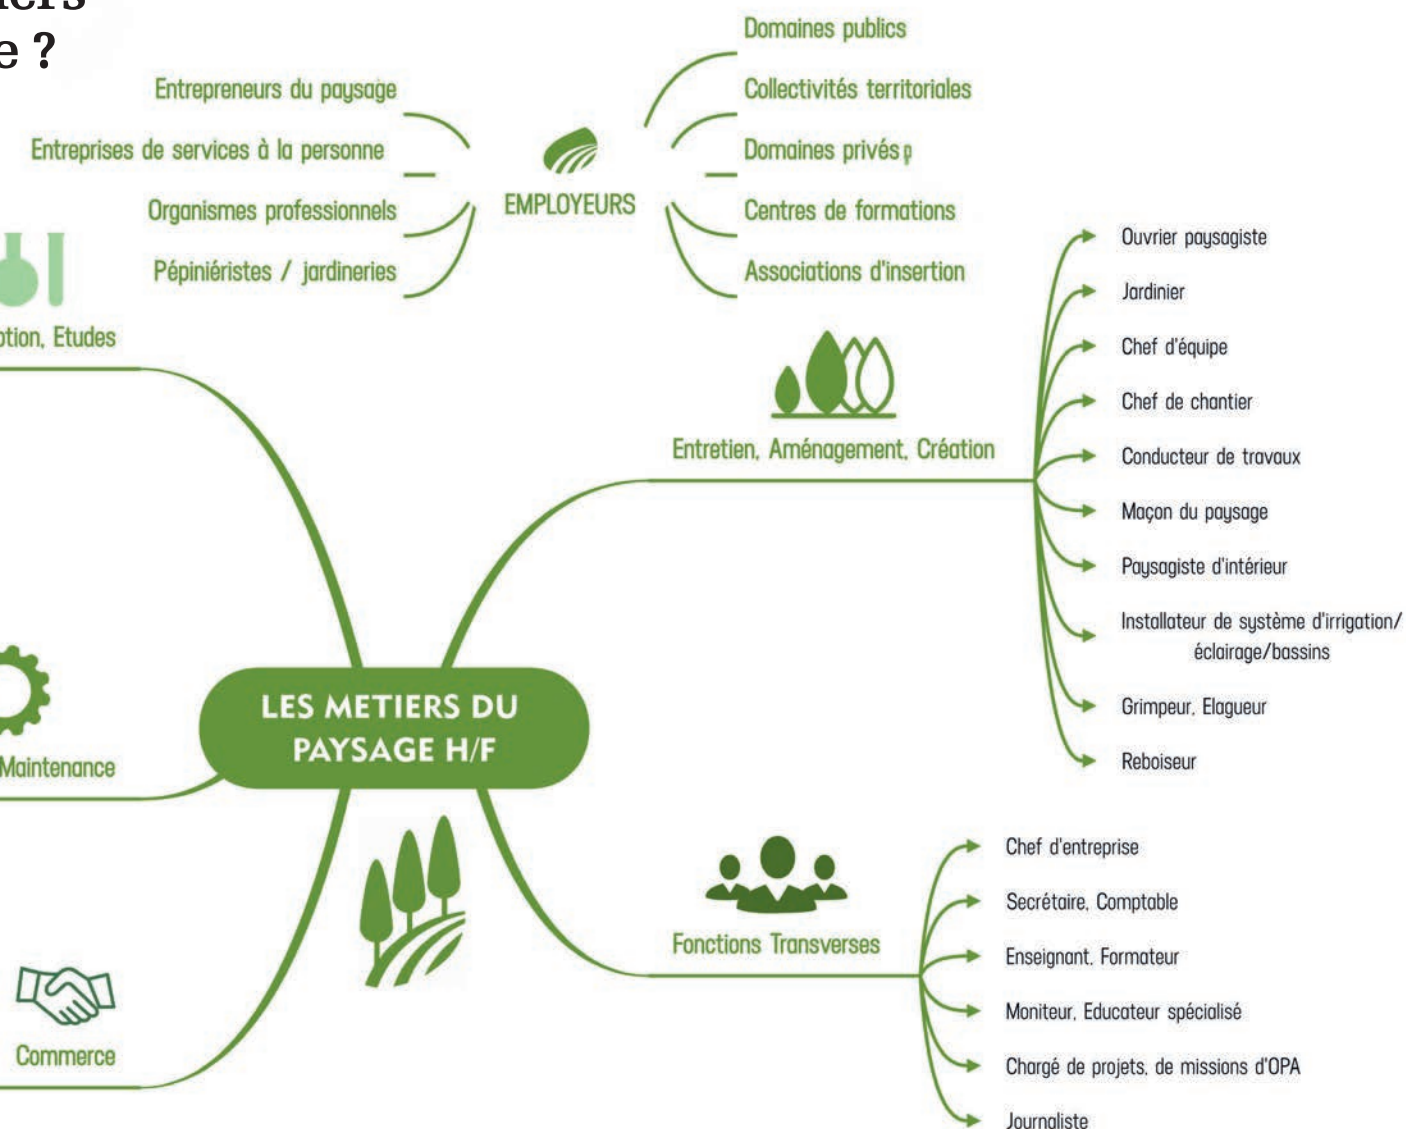 e ?
Domaines publics
Entrepreneurs du paysage
Collectivités territoriales
Entreprises de services à la personne
Domaines privés
Organismes professionnels
EMPLOYEURS
Centres de formations
Pépiniéristes / jardineries
Associations d'insertion
Etudes
Entretien, Aménagement, Création
Ouvrier paysagiste
Jardinier
Chef d'équipe
Chef de chantier
Conducteur de travaux
Maçon du paysage
Paysagiste d'intérieur
Installateur de système d'irrigation/
éclairage/bassins
Grimpeur, Elagueur
Reboiseur
LES METIERS DU
PAYSAGE H/F
Maintenance
Fonctions Transverses
Chef d'entreprise
Secrétaire, Comptable
Enseignant, Formateur
Moniteur, Educateur spécialisé
Chargé de projets, de missions d'OPA
Journaliste
Commerce